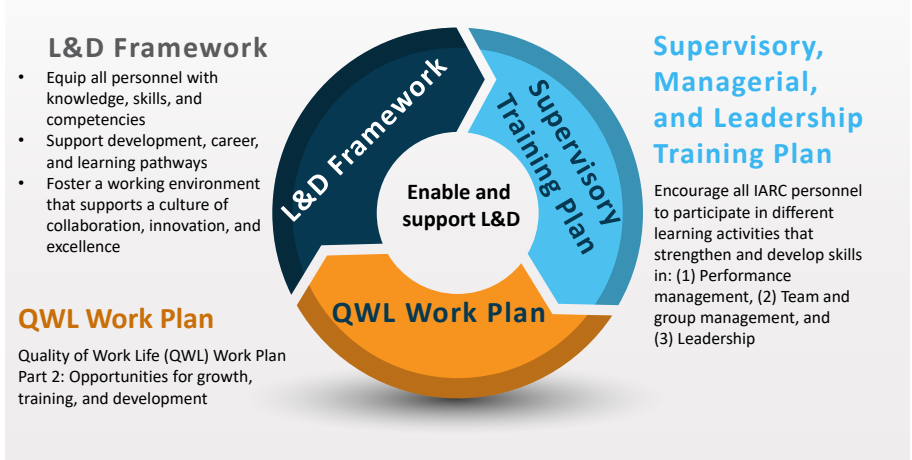 L&D Framework
• Equip all personnel with
knowledge, skills, and
competencies
• Support development, career,
and learning pathways
• Foster a working environment
that supports a culture of
collaboration, innovation, and
excellence
QWL Work Plan
Quality of Work Life (QWL) Work Plan
Part 2: Opportunities for growth,
training, and development
L&D Framework
Supervisory
Training Plan
Enable and
support L&D
QWL Work Plan
Supervisory,
Managerial,
and Leadership
Training Plan
Encourage all IARC personnel
to participate in different
learning activities that
strengthen and develop skills
in: (1) Performance
management, (2) Team and
group management, and
(3) Leadership